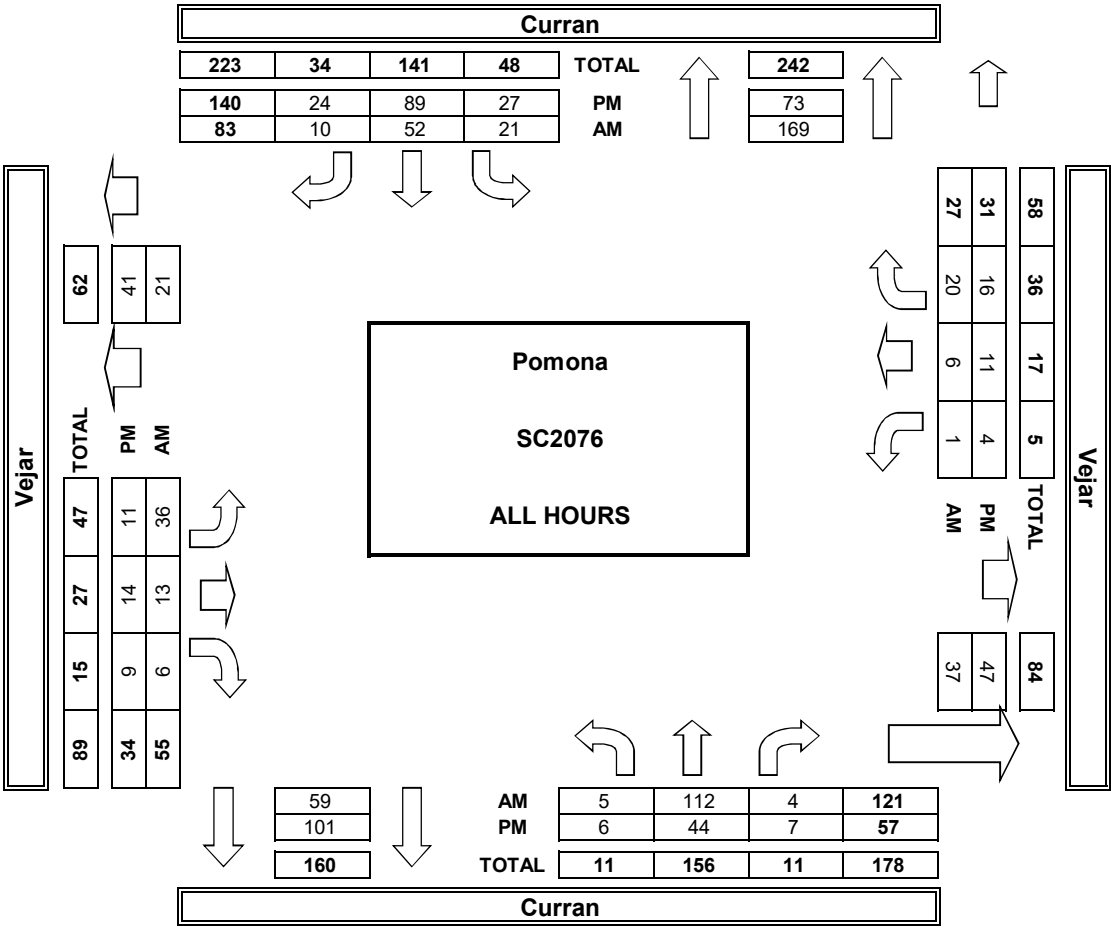 Curran
223 34 141 48 TOTAL 242
140 24 89 27 PM 73
83 10 52 21 AM 169
Vejar
62 41 21
TOTAL PM AM
47 11 36
27 14 13
15 9 6
89 34 55
Pomona
SC2076
ALL HOURS
27 31 58
20 16 36
6 11 17
1 4 5
AM PM TOTAL
37 47 84
Vejar
59 AM 5 112 4 121
101 PM 6 44 7 57
160 TOTAL 11 156 11 178
Curran